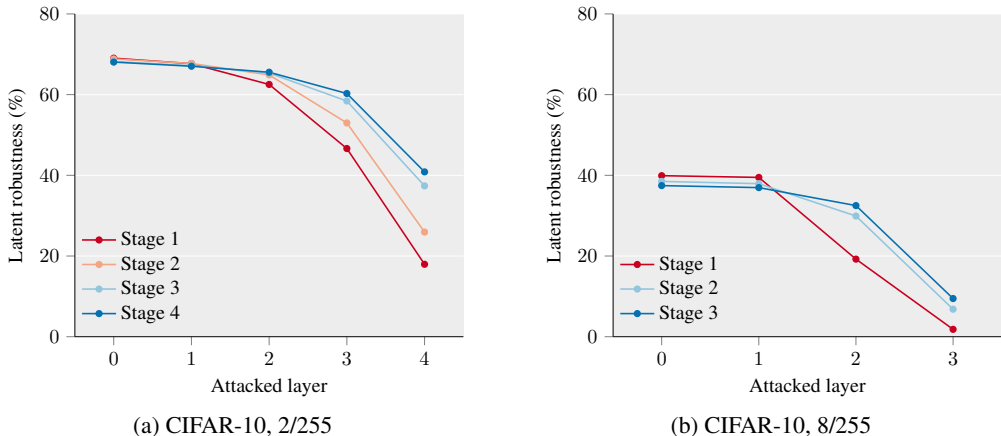 80
60
40
20
0
Latent robustness (%)
Stage 1
Stage 2
Stage 3
Stage 4
0 1 2 3 4
Attacked layer
(a) CIFAR-10, 2/255
80
60
40
20
0
Latent robustness (%)
Stage 1
Stage 2
Stage 3
0 1 2 3
Attacked layer
(b) CIFAR-10, 8/255